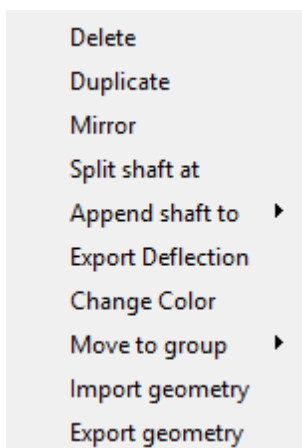 Delete
Duplicate
Mirror
Split shaft at
Append shaft to
Export Deflection
Change Color
Move to group
Import geometry
Export geometry